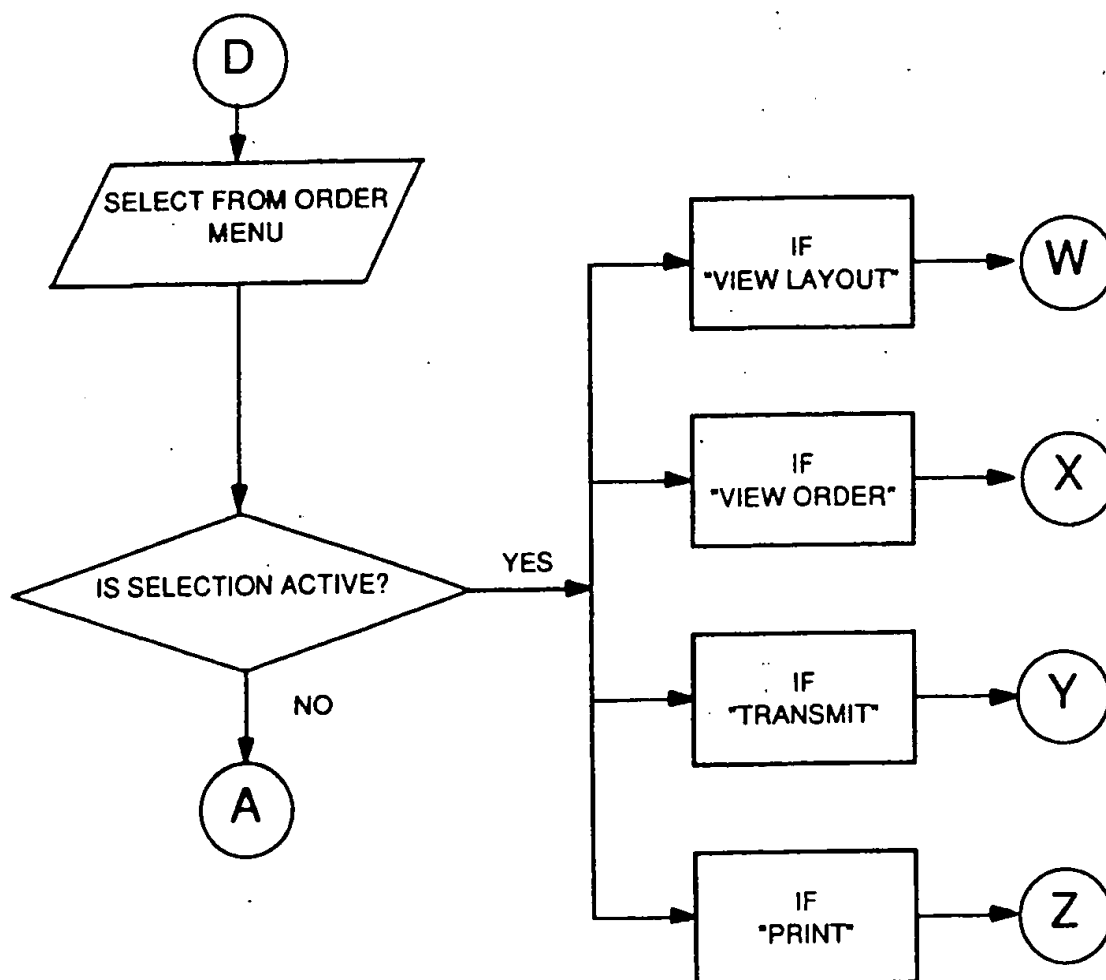 D
SELECT FROM ORDER
MENU
IS SELECTION ACTIVE?
YES
NO
A
IF
"VIEW LAYOUT"
W
IF
"VIEW ORDER"
X
IF
"TRANSMIT"
Y
IF
"PRINT"
Z